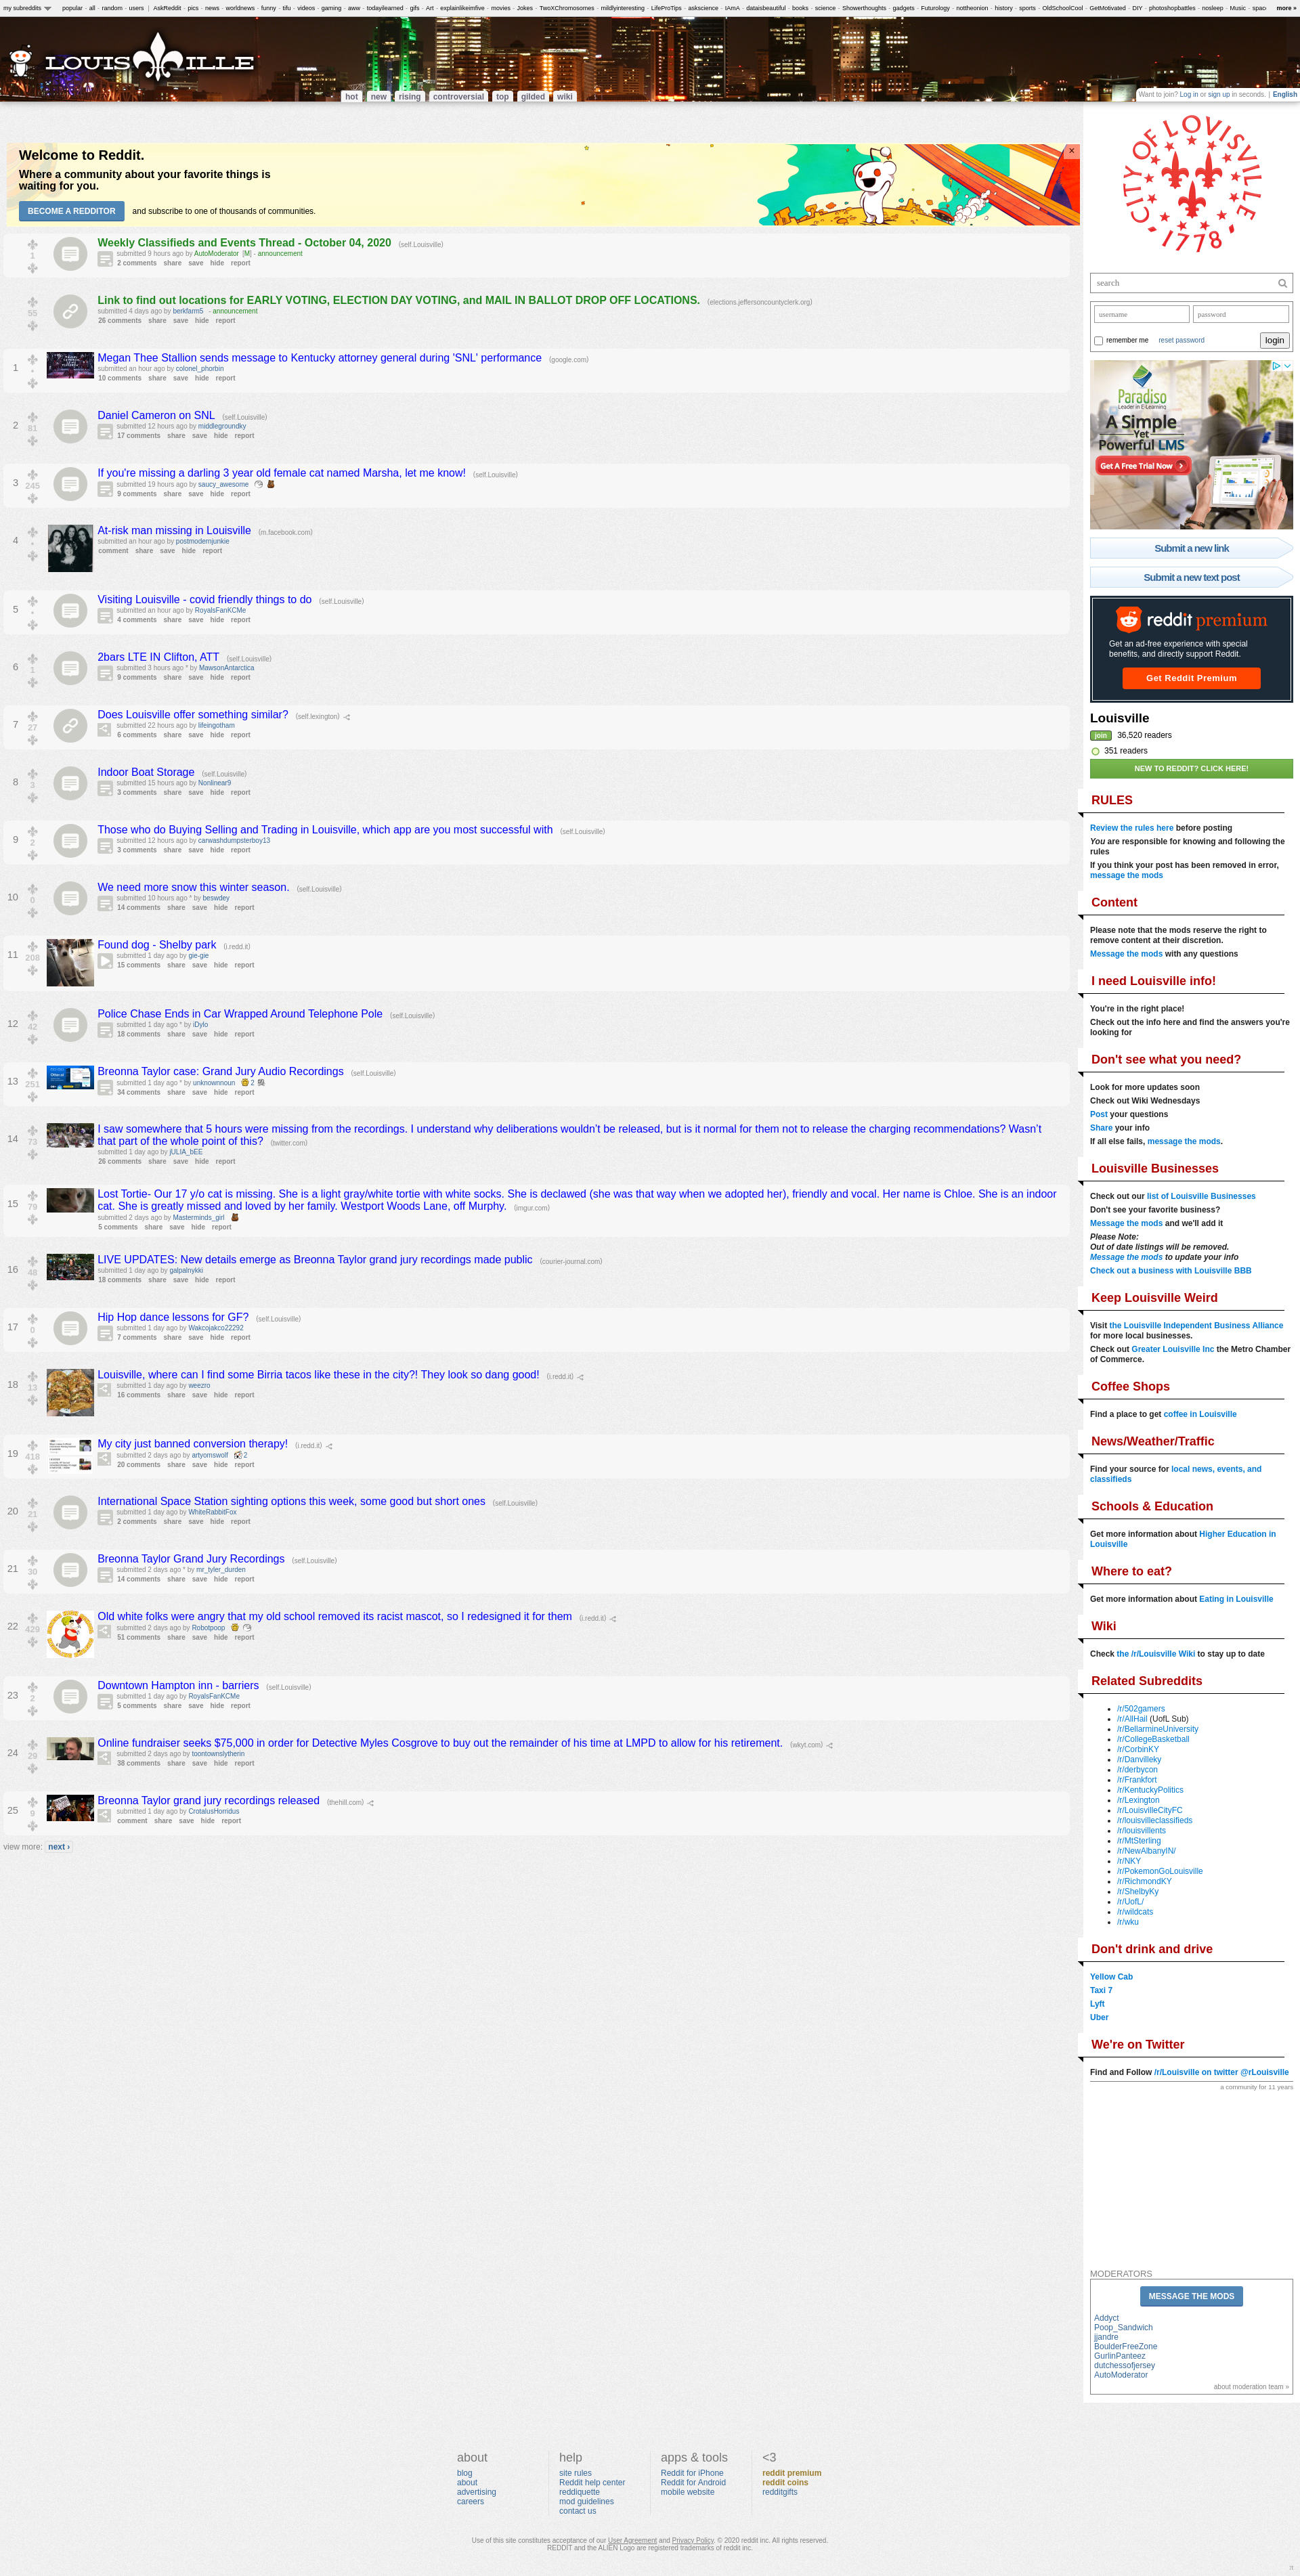 my subreddits popular - all - random - users | AskReddit - pics - news - worldnews - funny - tifu - videos - gaming - aww - todayilearned - gifs - Art - explainlikeimfive - movies - Jokes - TwoXChromosomes - mildlyinteresting - LifeProTips - askscience - IAmA - dataisbeautiful - books - science - Showerthoughts - gadgets - Futurology - nottheonion - history - sports - OldSchoolCool - GetMotivated - DIY - photoshopbattles - nosleep - Music - spac more »
LOUISVILLE
hot new rising controversial top gilded wiki
Want to join? Log in or sign up in seconds. | English
Welcome to Reddit.
Where a community about your favorite things is
waiting for you.
BECOME A REDDITOR and subscribe to one of thousands of communities.
×
1
Weekly Classifieds and Events Thread - October 04, 2020 (self.Louisville)
submitted 9 hours ago by AutoModerator [M] - announcement
2 comments share save hide report
55
Link to find out locations for EARLY VOTING, ELECTION DAY VOTING, and MAIL IN BALLOT DROP OFF LOCATIONS. (elections.jeffersoncountyclerk.org)
submitted 4 days ago by berkfarm5 - announcement
26 comments share save hide report
1 •
Megan Thee Stallion sends message to Kentucky attorney general during 'SNL' performance (google.com)
submitted an hour ago by colonel_phorbin
10 comments share save hide report
2 81
Daniel Cameron on SNL (self.Louisville)
submitted 12 hours ago by middlegroundky
17 comments share save hide report
3 245
If you're missing a darling 3 year old female cat named Marsha, let me know! (self.Louisville)
submitted 19 hours ago by saucy_awesome
9 comments share save hide report
4 •
At-risk man missing in Louisville (m.facebook.com)
submitted an hour ago by postmodernjunkie
comment share save hide report
5 •
Visiting Louisville - covid friendly things to do (self.Louisville)
submitted an hour ago by RoyalsFanKCMe
4 comments share save hide report
6
2bars LTE IN Clifton, ATT (self.Louisville)
submitted 3 hours ago * by MawsonAntarctica
9 comments share save hide report
7 27
Does Louisville offer something similar? (self.lexington)
submitted 22 hours ago by lifeingotham
6 comments share save hide report
8 3
Indoor Boat Storage (self.Louisville)
submitted 15 hours ago by Nonlinear9
3 comments share save hide report
9 2
Those who do Buying Selling and Trading in Louisville, which app are you most successful with (self.Louisville)
submitted 12 hours ago by carwashdumpsterboy13
3 comments share save hide report
10 0
We need more snow this winter season. (self.Louisville)
submitted 10 hours ago * by beswdey
14 comments share save hide report
11 208
Found dog - Shelby park (i.redd.it)
submitted 1 day ago by gie-gie
15 comments share save hide report
12 42
Police Chase Ends in Car Wrapped Around Telephone Pole (self.Louisville)
submitted 1 day ago * by iDylo
18 comments share save hide report
13 251
Breonna Taylor case: Grand Jury Audio Recordings (self.Louisville)
submitted 1 day ago * by unknownnoun 2
34 comments share save hide report
14 73
I saw somewhere that 5 hours were missing from the recordings. I understand why deliberations wouldn't be released, but is it normal for them not to release the charging recommendations? Wasn't
that part of the whole point of this? (twitter.com)
submitted 1 day ago by jULIA_bEE
26 comments share save hide report
15 79
Lost Tortie- Our 17 y/o cat is missing. She is a light gray/white tortie with white socks. She is declawed (she was that way when we adopted her), friendly and vocal. Her name is Chloe. She is an indoor
cat. She is greatly missed and loved by her family. Westport Woods Lane, off Murphy. (imgur.com)
submitted 2 days ago by Masterminds_girl
5 comments share save hide report
16 48
LIVE UPDATES: New details emerge as Breonna Taylor grand jury recordings made public (courier-journal.com)
submitted 1 day ago by galpalnykki
18 comments share save hide report
17 0
Hip Hop dance lessons for GF? (self.Louisville)
submitted 1 day ago by Wakcojakco22292
7 comments share save hide report
18 13
Louisville, where can I find some Birria tacos like these in the city?! They look so dang good! (i.redd.it)
submitted 1 day ago by weezro
16 comments share save hide report
19 418
My city just banned conversion therapy! (i.redd.it)
submitted 2 days ago by artyomswolf 2
20 comments share save hide report
20 21
International Space Station sighting options this week, some good but short ones (self.Louisville)
submitted 1 day ago by WhiteRabbitFox
2 comments share save hide report
21 30
Breonna Taylor Grand Jury Recordings (self.Louisville)
submitted 2 days ago * by mr_tyler_durden
14 comments share save hide report
22 429
Old white folks were angry that my old school removed its racist mascot, so I redesigned it for them (i.redd.it)
submitted 2 days ago by Robotpoop
51 comments share save hide report
23 2
Downtown Hampton inn - barriers (self.Louisville)
submitted 1 day ago by RoyalsFanKCMe
5 comments share save hide report
24 29
Online fundraiser seeks $75,000 in order for Detective Myles Cosgrove to buy out the remainder of his time at LMPD to allow for his retirement. (wkyt.com)
submitted 2 days ago by toontownslytherin
38 comments share save hide report
25 9
Breonna Taylor grand jury recordings released (thehill.com)
submitted 1 day ago by CrotalusHorridus
comment share save hide report
view more: next ›
CITY OF LOVISVILLE
1778
search
username password
remember me reset password login
Paradiso
Leader in E-Learning
A Simple
Yet
Powerful LMS
Get A Free Trial Now
Submit a new link
Submit a new text post
reddit premium
Get an ad-free experience with special
benefits, and directly support Reddit.
Get Reddit Premium
Louisville
join 36,520 readers
351 readers
NEW TO REDDIT? CLICK HERE!
RULES
Review the rules here before posting
You are responsible for knowing and following the
rules
If you think your post has been removed in error,
message the mods
Content
Please note that the mods reserve the right to
remove content at their discretion.
Message the mods with any questions
I need Louisville info!
You're in the right place!
Check out the info here and find the answers you're
looking for
Don't see what you need?
Look for more updates soon
Check out Wiki Wednesdays
Post your questions
Share your info
If all else fails, message the mods.
Louisville Businesses
Check out our list of Louisville Businesses
Don't see your favorite business?
Message the mods and we'll add it
Please Note:
Out of date listings will be removed.
Message the mods to update your info
Check out a business with Louisville BBB
Keep Louisville Weird
Visit the Louisville Independent Business Alliance
for more local businesses.
Check out Greater Louisville Inc the Metro Chamber
of Commerce.
Coffee Shops
Find a place to get coffee in Louisville
News/Weather/Traffic
Find your source for local news, events, and
classifieds
Schools & Education
Get more information about Higher Education in
Louisville
Where to eat?
Get more information about Eating in Louisville
Wiki
Check the /r/Louisville Wiki to stay up to date
Related Subreddits
/r/502gamers
/r/AllHail (UofL Sub)
/r/BellarmineUniversity
/r/CollegeBasketball
/r/CorbinKY
/r/Danvilleky
/r/derbycon
/r/Frankfort
/r/KentuckyPolitics
/r/Lexington
/r/LouisvilleCityFC
/r/louisvilleclassifieds
/r/louisvillents
/r/MtSterling
/r/NewAlbanyIN/
/r/NKY
/r/PokemonGoLouisville
/r/RichmondKY
/r/ShelbyKy
/r/UofL/
/r/wildcats
/r/wku
Don't drink and drive
Yellow Cab
Taxi 7
Lyft
Uber
We're on Twitter
Find and Follow /r/Louisville on twitter @rLouisville
a community for 11 years
MODERATORS
MESSAGE THE MODS
Addyct
Poop_Sandwich
jjandre
BoulderFreeZone
GurlinPanteez
dutchessofjersey
AutoModerator
about moderation team »
about
blog
about
advertising
careers
help
site rules
Reddit help center
reddiquette
mod guidelines
contact us
apps & tools
Reddit for iPhone
Reddit for Android
mobile website
<3
reddit premium
reddit coins
redditgifts
Use of this site constitutes acceptance of our User Agreement and Privacy Policy. © 2020 reddit inc. All rights reserved.
REDDIT and the ALIEN Logo are registered trademarks of reddit inc.
π